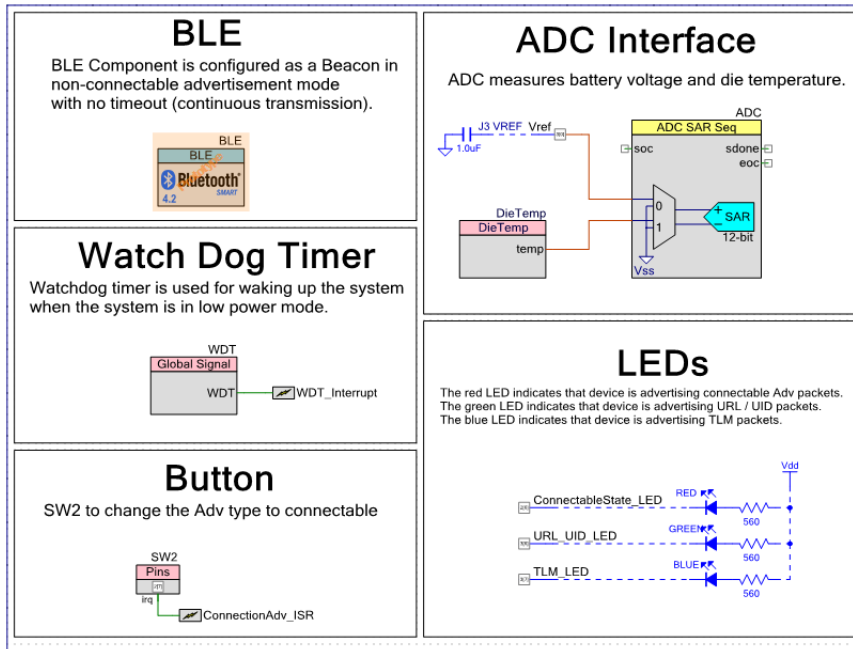 BLE
BLE Component is configured as a Beacon in
non-connectable advertisement mode
with no timeout (continuous transmission).
BLE
BLE
Bluetooth
SMART
4.2
prototype
Watch Dog Timer
Watchdog timer is used for waking up the system
when the system is in low power mode.
WDT
Global Signal
WDT
WDT_Interrupt
Button
SW2 to change the Adv type to connectable
SW2
Pins
irq
ConnectionAdv_ISR
ADC Interface
ADC measures battery voltage and die temperature.
J3 VREF
Vref
1.0uF
ADC
ADC SAR Seq
soc
sdone
eoc
0
1
+
SAR
−
12-bit
Vss
DieTemp
DieTemp
temp
LEDs
The red LED indicates that device is advertising connectable Adv packets.
The green LED indicates that device is advertising URL / UID packets.
The blue LED indicates that device is advertising TLM packets.
Vdd
ConnectableState_LED
RED
560
URL_UID_LED
GREEN
560
TLM_LED
BLUE
560